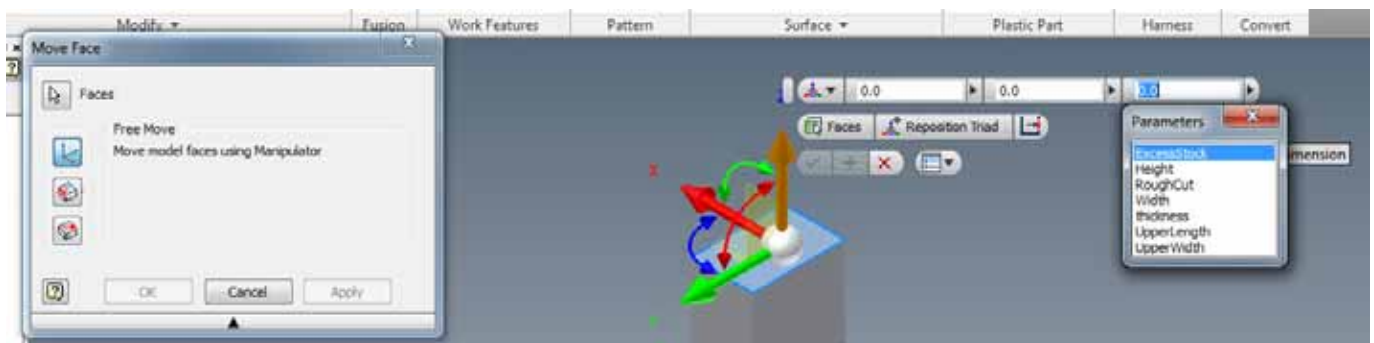 Modify Fusion Work Features Pattern Surface Plastic Part Harness Convert
Move Face
Faces
Free Move
Move model faces using Manipulator
OK Cancel Apply
0.0 0.0 0.0
Faces Reposition Triad
Parameters
ExcessStock
Height
RoughCut
Width
thickness
UpperLength
UpperWidth
imension
X
Y